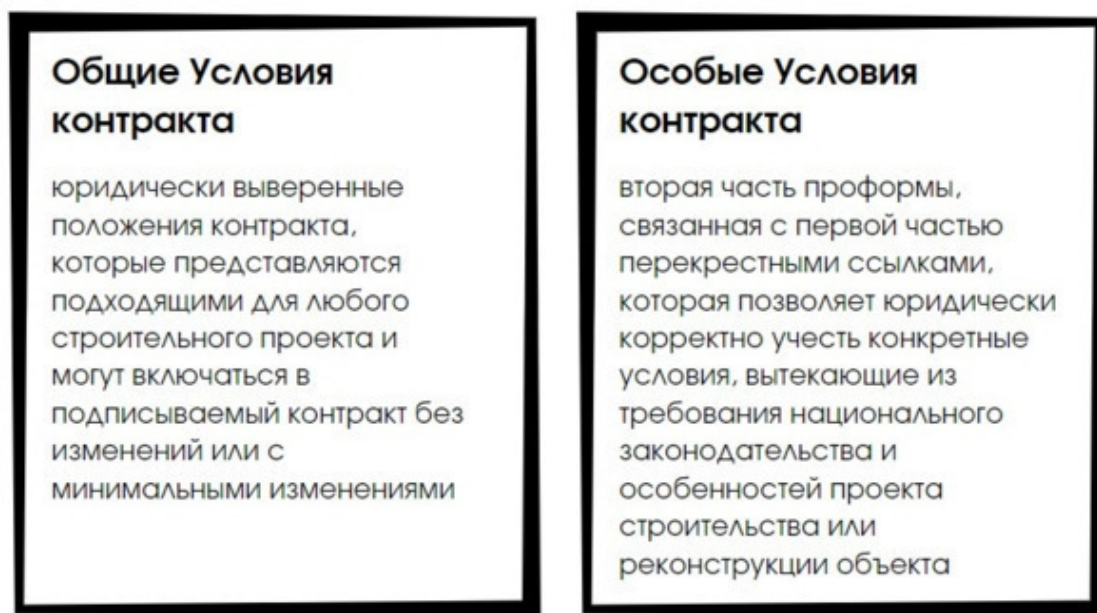 Общие Условия
контракта
юридически выверенные
положения контракта,
которые представляются
подходящими для любого
строительного проекта и
могут включаться в
подписываемый контракт без
изменений или с
минимальными изменениями
Особые Условия
контракта
вторая часть проформы,
связанная с первой частью
перекрестными ссылками,
которая позволяет юридически
корректно учесть конкретные
условия, вытекающие из
требования национального
законодательства и
особенностей проекта
строительства или
реконструкции объекта